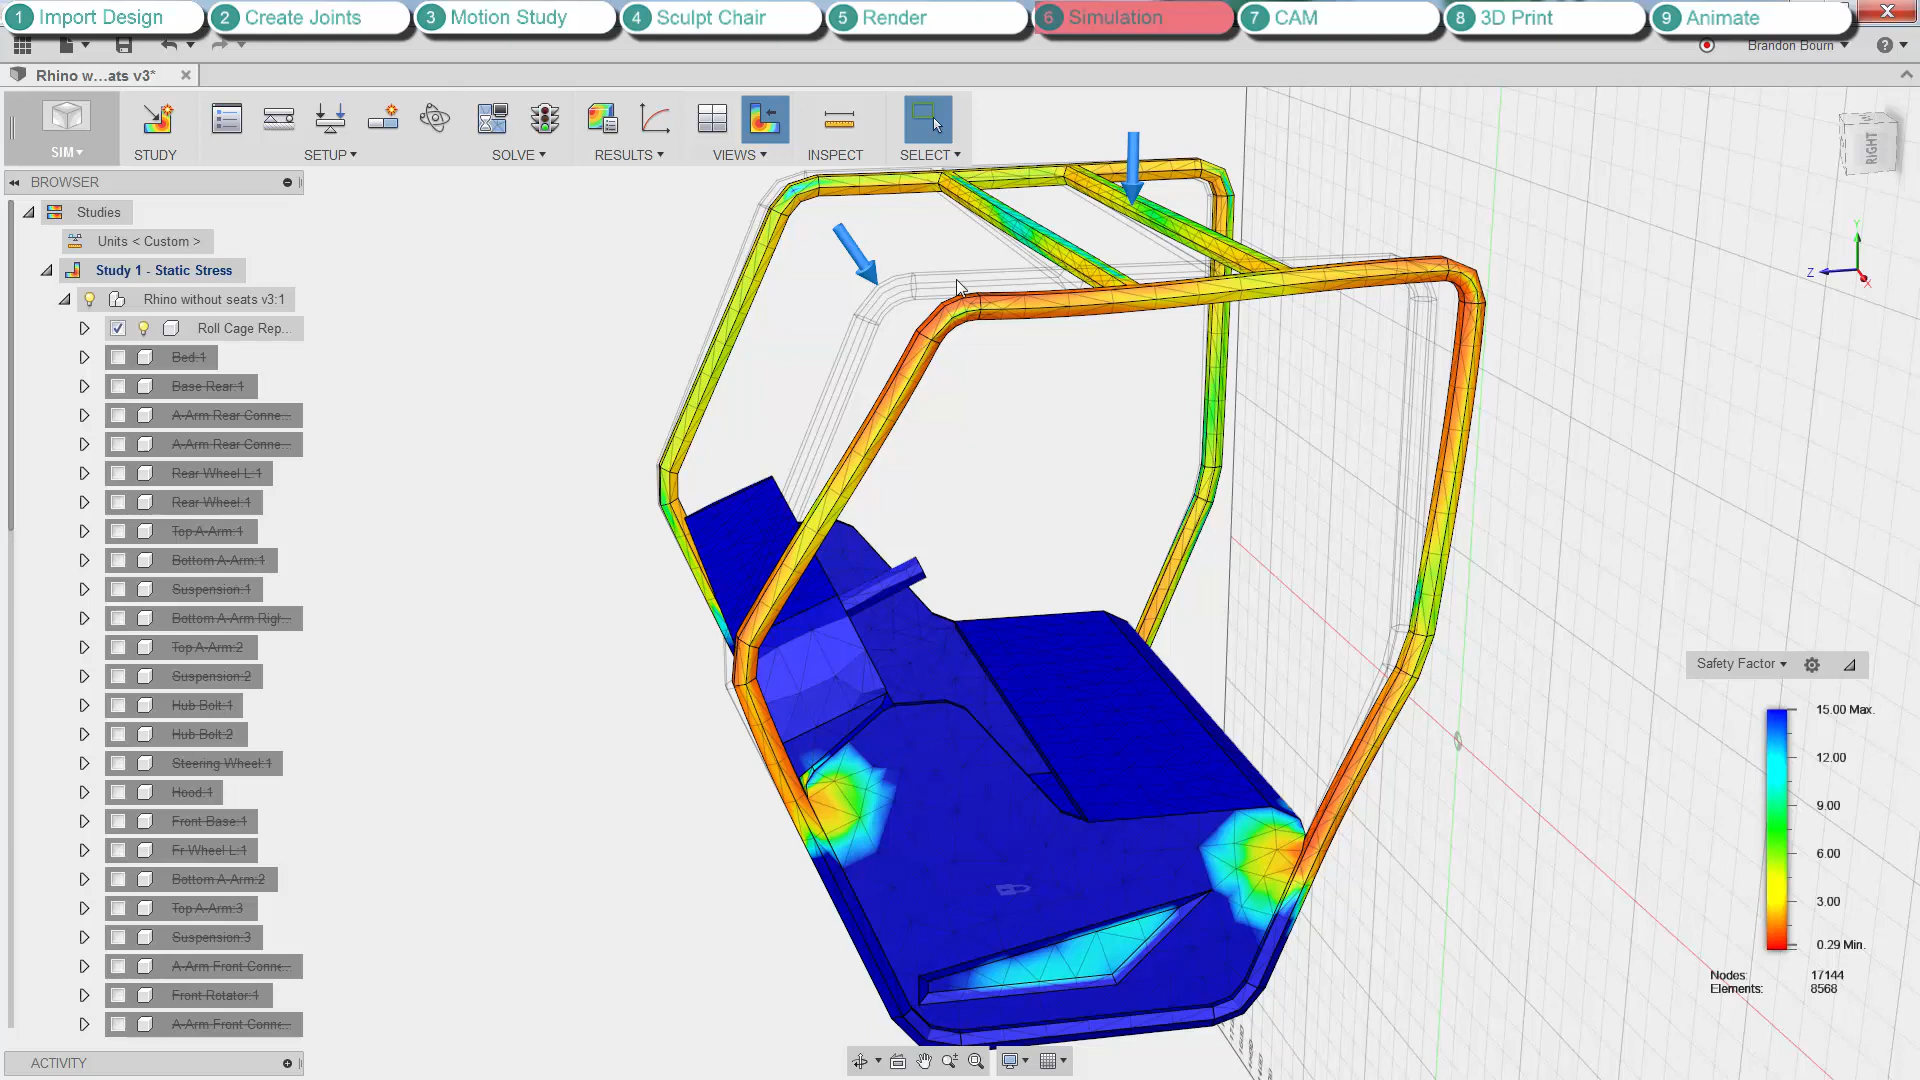 1 Import Design
2 Create Joints
3 Motion Study
4 Sculpt Chair
5 Render
6 Simulation
7 CAM
8 3D Print
9 Animate
Brandon Bourn
Rhino w...ats v3*
SIM
STUDY
SETUP
SOLVE
RESULTS
VIEWS
INSPECT
SELECT
BROWSER
Studies
Units < Custom >
Study 1 - Static Stress
Rhino without seats v3:1
Roll Cage Rep...
Bed:1
Base Rear:1
A-Arm Rear Conne...
A-Arm Rear Conne...
Rear Wheel L:1
Rear Wheel:1
Top A-Arm:1
Bottom A-Arm:1
Suspension:1
Bottom A-Arm Righ...
Top A-Arm:2
Suspension:2
Hub Bolt:1
Hub Bolt:2
Steering Wheel:1
Hood:1
Front Base:1
Fr Wheel L:1
Bottom A-Arm:2
Top A-Arm:3
Suspension:3
A-Arm Front Conne...
Front Rotator:1
A-Arm Front Conne...
ACTIVITY
RIGHT
Y
Z
X
Safety Factor
15.00 Max.
12.00
9.00
6.00
3.00
0.29 Min.
Nodes: 17144
Elements: 8568